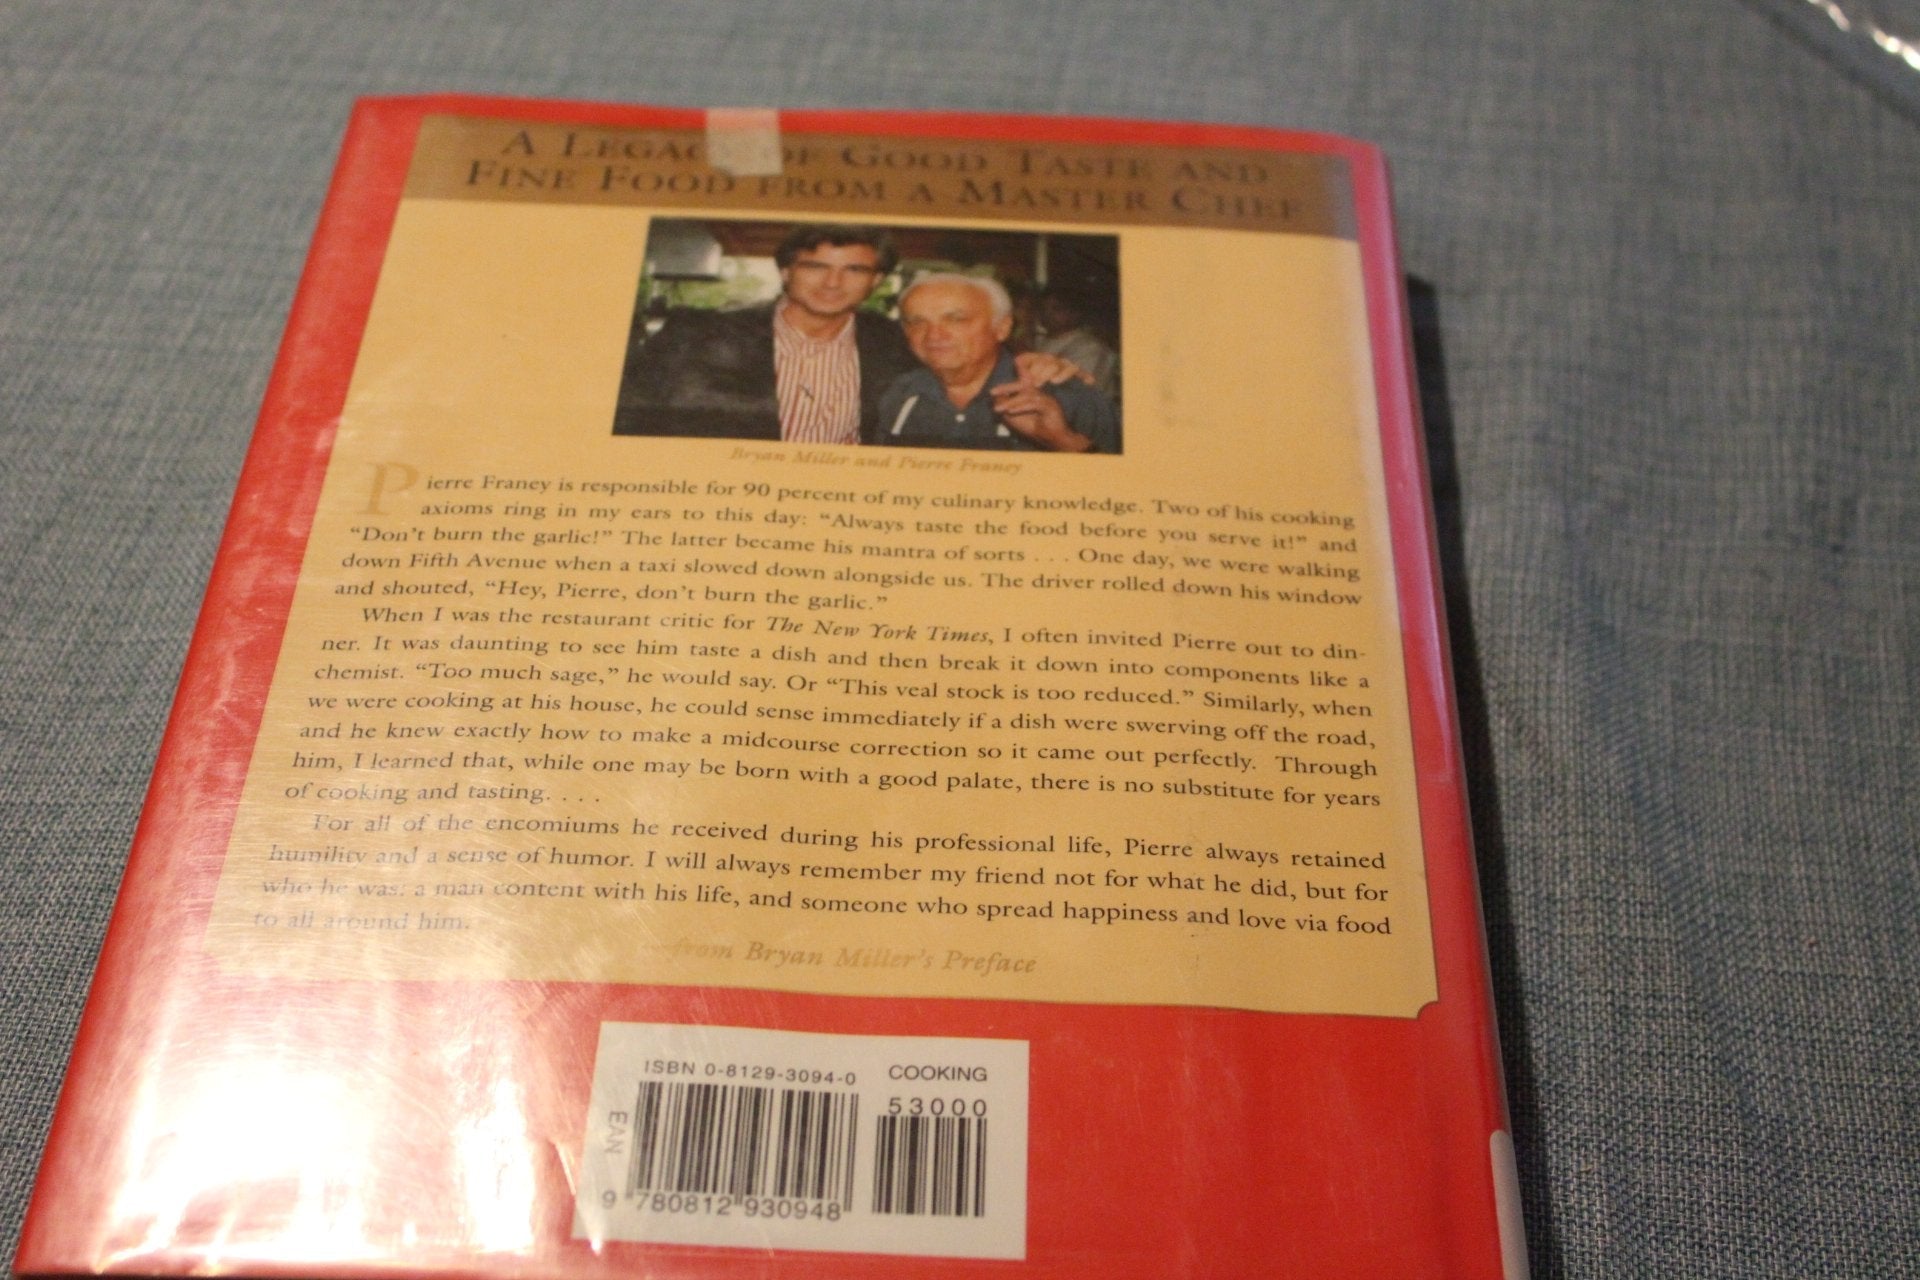 A LEGACY OF GOOD TASTE AND
FINE FOOD FROM A MASTER CHEF
Bryan Miller and Pierre Franey
Pierre Franey is responsible for 90 percent of my culinary knowledge. Two of his cooking
axioms ring in my ears to this day: “Always taste the food before you serve it!” and
“Don’t burn the garlic!” The latter became his mantra of sorts . . . One day, we were walking
down Fifth Avenue when a taxi slowed down alongside us. The driver rolled down his window
and shouted, “Hey, Pierre, don’t burn the garlic.”
When I was the restaurant critic for The New York Times, I often invited Pierre out to din-
ner. It was daunting to see him taste a dish and then break it down into components like a
chemist. “Too much sage,” he would say. Or “This veal stock is too reduced.” Similarly, when
we were cooking at his house, he could sense immediately if a dish were swerving off the road,
and he knew exactly how to make a midcourse correction so it came out perfectly. Through
him, I learned that, while one may be born with a good palate, there is no substitute for years
of cooking and tasting. . . .
For all of the encomiums he received during his professional life, Pierre always retained
humility and a sense of humor. I will always remember my friend not for what he did, but for
who he was: a man content with his life, and someone who spread happiness and love via food
to all around him.
from Bryan Miller’s Preface
ISBN 0-8129-3094-0 COOKING
53000
EAN
9 780812 930948